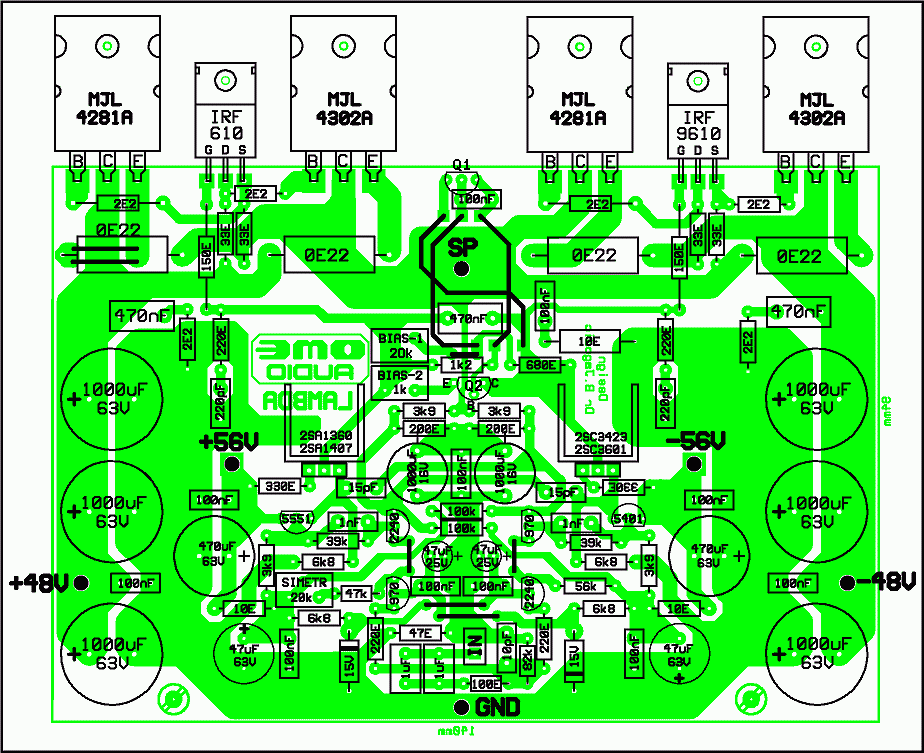 MJL
4281A
IRF
610
G D S
MJL
4302A
MJL
4281A
IRF
9610
G D S
MJL
4302A
B C E
B C E
Q1
B C E
B C E
2E2
2E2
100nF
2E2
2E2
33E
33E
33E
33E
0E22
0E22
SP
0E22
0E22
150E
150E
470nF
470nF
100nF
470nF
2E2
220E
BIAS-1
20k
10E
220E
2E2
OWE
AUDIO
LAMBDA
1k2
680E
BIAS-2
1k
E Q2 C
B
1000uF
63V
220pF
220pF
1000uF
63V
94mm
3k9
3k9
200E
200E
+56V
2SA1360
2SA1407
2SC3423
2SC3601
-56V
1000uF
16V
100nF
1000uF
16V
330E
15pF
15pF
330E
100nF
100nF
1000uF
63V
1000uF
63V
5551
1nF
2240
100k
100k
970
1nF
5401
470uF
63V
39k
39k
470uF
63V
3k9
6k8
47uF
25V
47uF
25V
6k8
3k9
+48V
100nF
SIMETR
20k
47k
970
100nF
100nF
2240
56k
100nF
-48V
10E
6k8
6k8
10E
1000uF
63V
47uF
63V
100nF
15V
220E
47E
IN
220E
15V
100nF
47uF
63V
1000uF
63V
1uF
1uF
82k
100E
GND
140mm